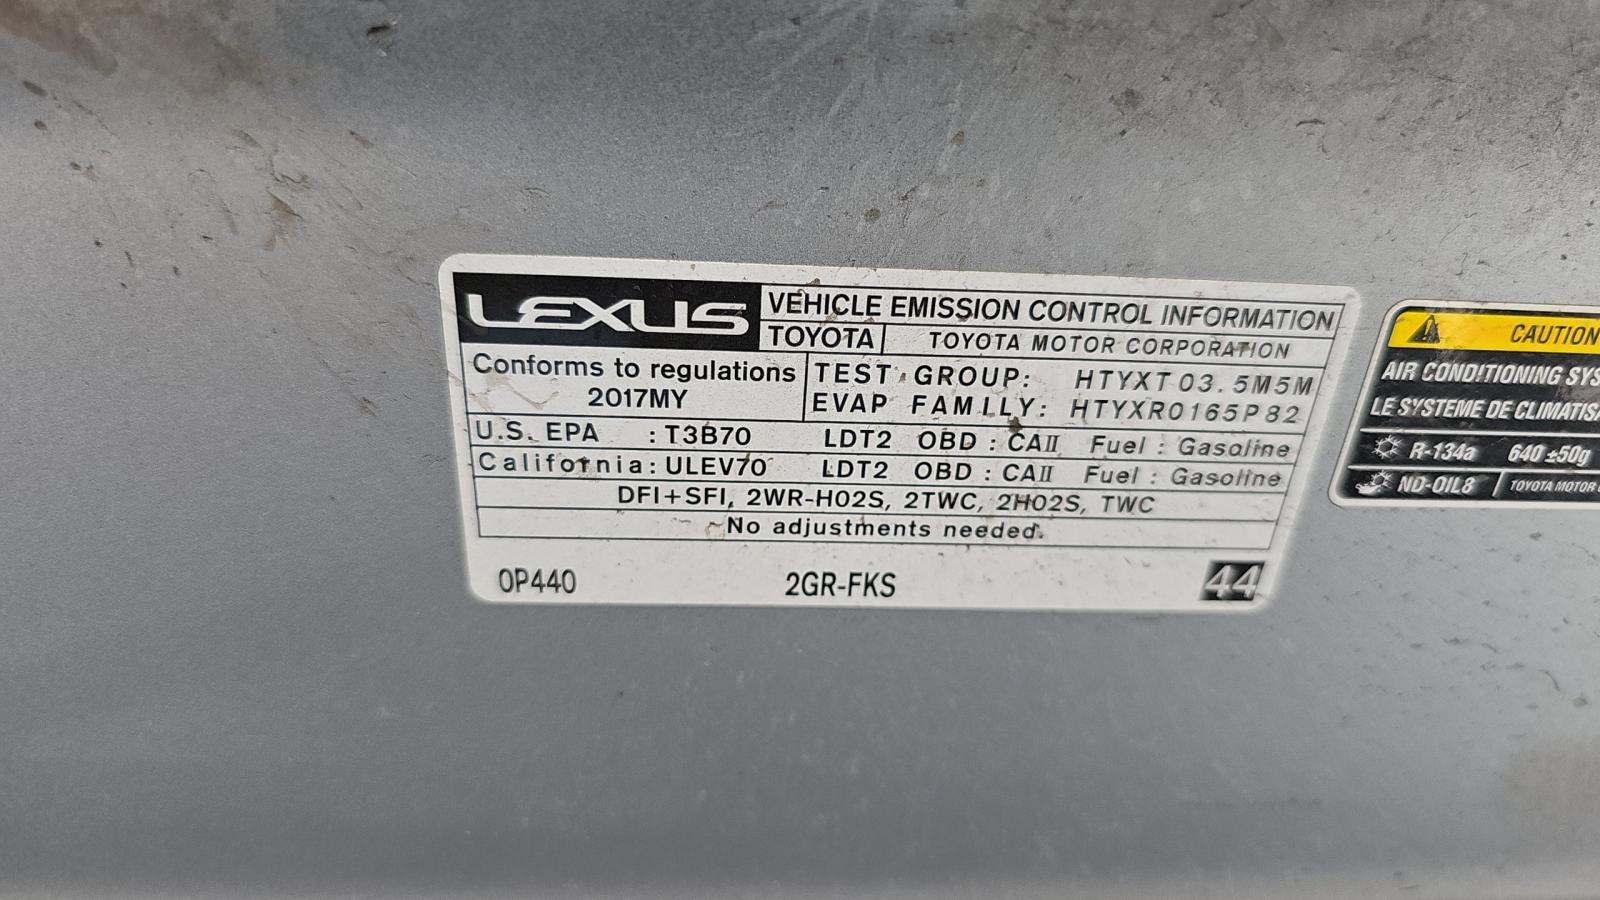 LEXUS
VEHICLE EMISSION CONTROL INFORMATION
TOYOTA
TOYOTA MOTOR CORPORATION
Conforms to regulations
2017MY
TEST GROUP: HTYXT03.5M5M
EVAP FAMILY: HTYXR0165P82
U.S. EPA : T3B70 LDT2 OBD : CAII Fuel : Gasoline
California : ULEV70 LDT2 OBD : CAII Fuel : Gasoline
DFI+SFI, 2WR-HO2S, 2TWC, 2HO2S, TWC
No adjustments needed.
0P440 2GR-FKS 44
CAUTION
AIR CONDITIONING SYS
LE SYSTEME DE CLIMATISA
R-134a 640 ±50g
ND-OIL8 TOYOTA MOTOR